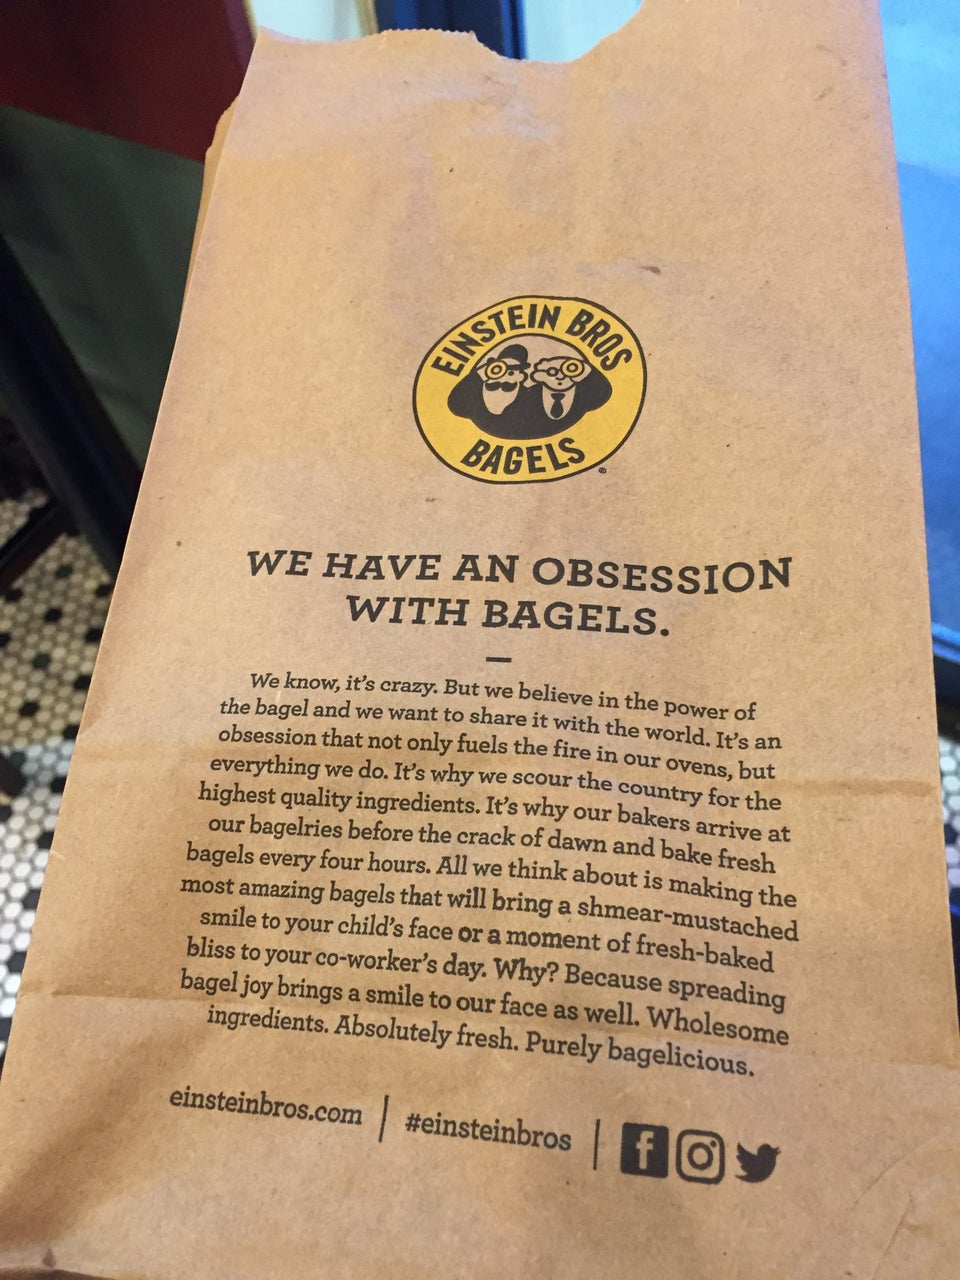 EINSTEIN BROS
BAGELS
®
WE HAVE AN OBSESSION
WITH BAGELS.
We know, it's crazy. But we believe in the power of
the bagel and we want to share it with the world. It's an
obsession that not only fuels the fire in our ovens, but
everything we do. It's why we scour the country for the
highest quality ingredients. It's why our bakers arrive at
our bagelries before the crack of dawn and bake fresh
bagels every four hours. All we think about is making the
most amazing bagels that will bring a shmear-mustached
smile to your child's face or a moment of fresh-baked
bliss to your co-worker's day. Why? Because spreading
bagel joy brings a smile to our face as well. Wholesome
ingredients. Absolutely fresh. Purely bagelicious.
einsteinbros.com | #einsteinbros |